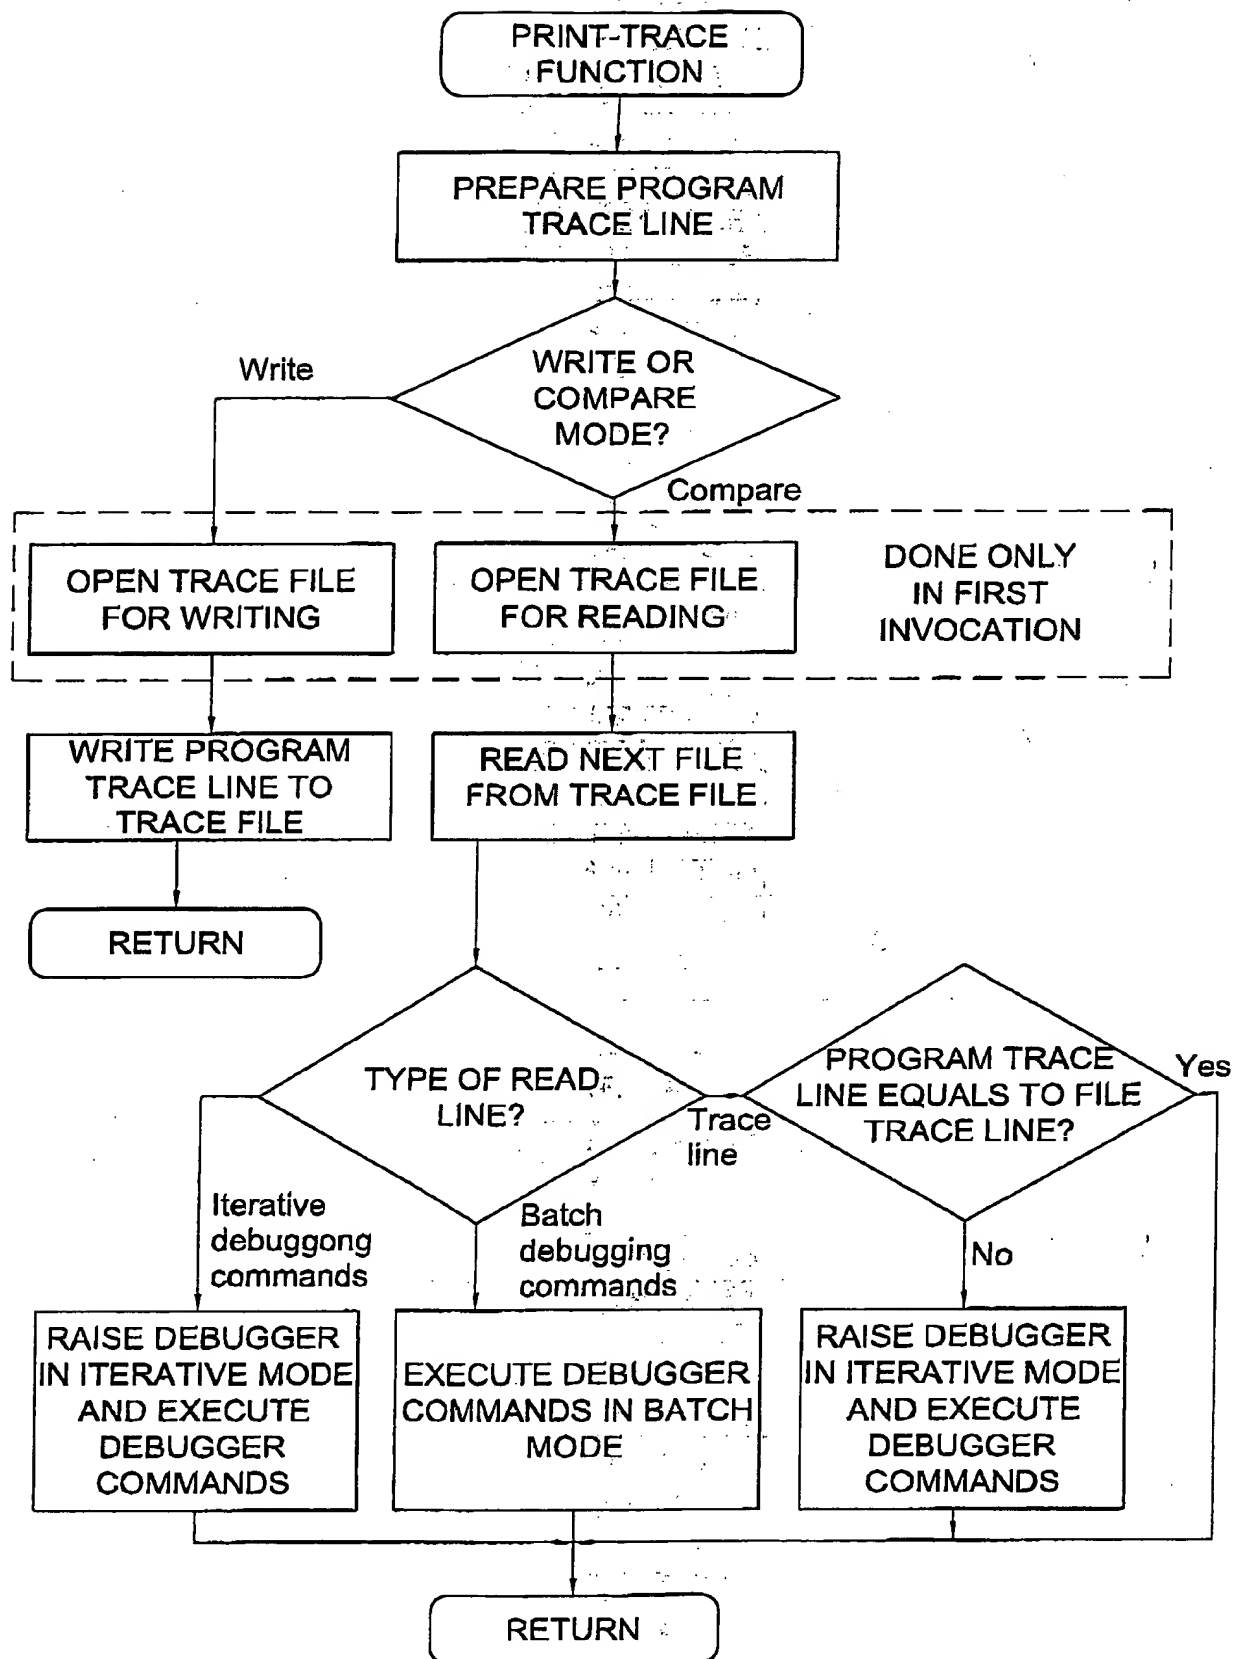 PRINT-TRACE
FUNCTION
PREPARE PROGRAM
TRACE LINE
WRITE OR
COMPARE
MODE?
Write
Compare
OPEN TRACE FILE
FOR WRITING
OPEN TRACE FILE
FOR READING
DONE ONLY
IN FIRST
INVOCATION
WRITE PROGRAM
TRACE LINE TO
TRACE FILE
READ NEXT FILE
FROM TRACE FILE
RETURN
TYPE OF READ
LINE?
Trace
line
PROGRAM TRACE
LINE EQUALS TO FILE
TRACE LINE?
Yes
Iterative
debuggong
commands
Batch
debugging
commands
No
RAISE DEBUGGER
IN ITERATIVE MODE
AND EXECUTE
DEBUGGER
COMMANDS
EXECUTE DEBUGGER
COMMANDS IN BATCH
MODE
RAISE DEBUGGER
IN ITERATIVE MODE
AND EXECUTE
DEBUGGER
COMMANDS
RETURN